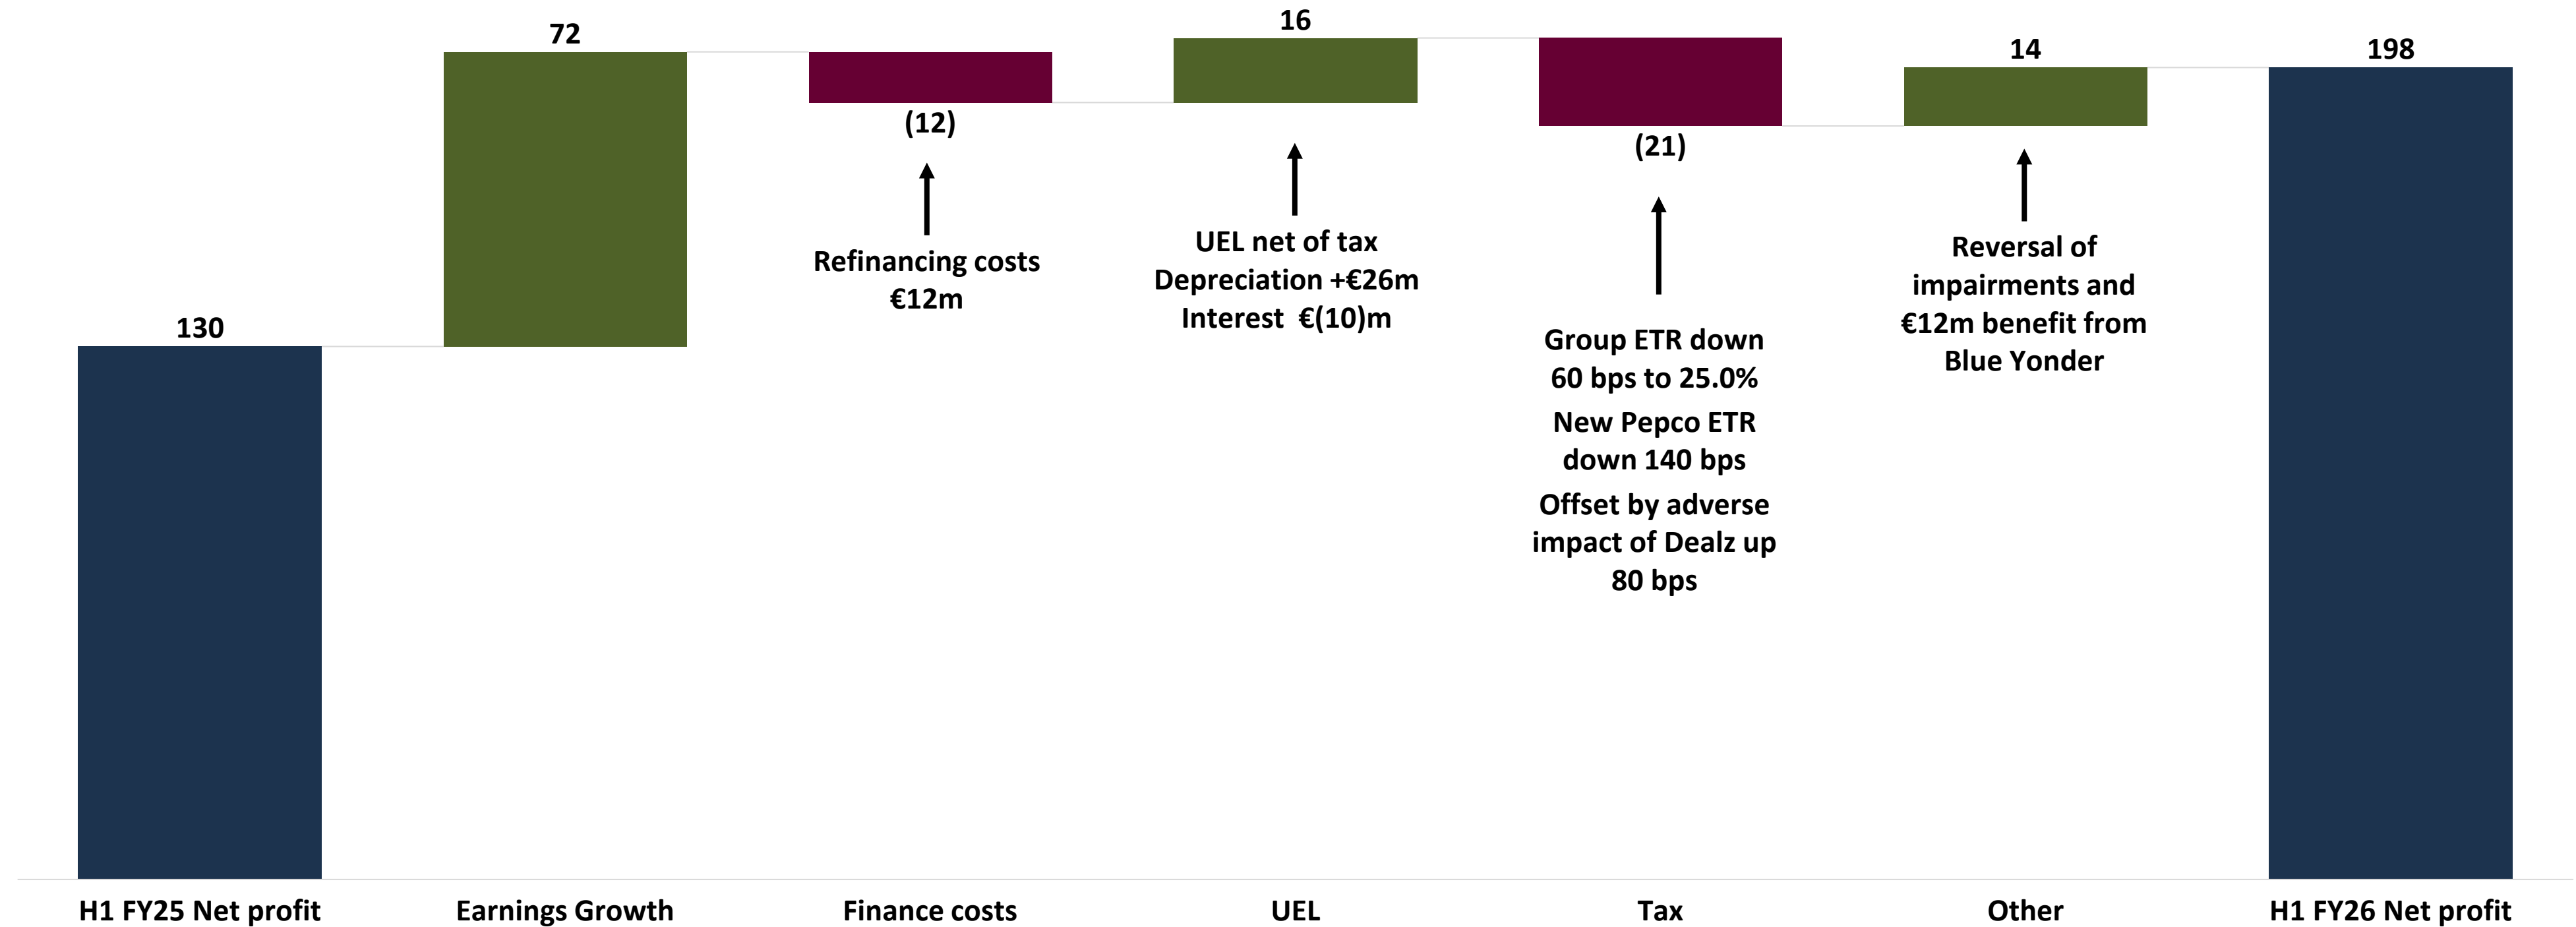 130
72
(12)
Refinancing costs
€12m
16
UEL net of tax
Depreciation +€26m
Interest €(10)m
(21)
Group ETR down
60 bps to 25.0%
New Pepco ETR
down 140 bps
Offset by adverse
impact of Dealz up
80 bps
14
Reversal of
impairments and
€12m benefit from
Blue Yonder
198
H1 FY25 Net profit
Earnings Growth
Finance costs
UEL
Tax
Other
H1 FY26 Net profit